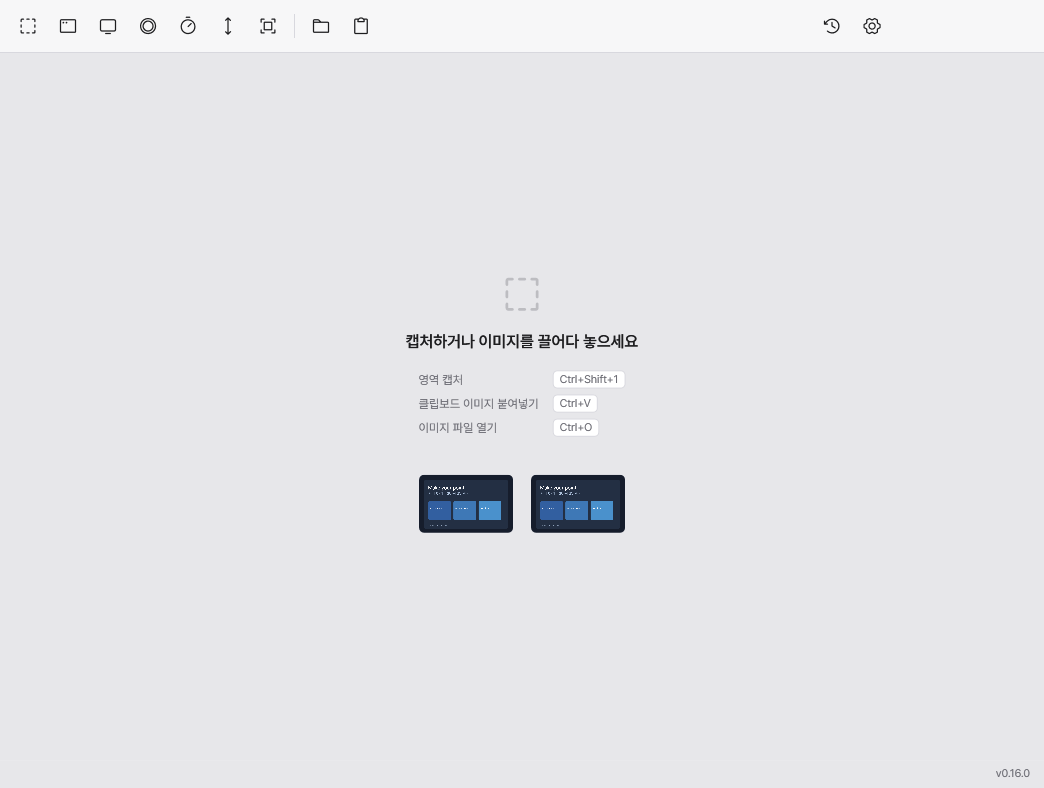 캡처하거나 이미지를 끌어다 놓으세요
영역 캡처 Ctrl+Shift+1
클립보드 이미지 붙여넣기 Ctrl+V
이미지 파일 열기 Ctrl+O
v0.16.0